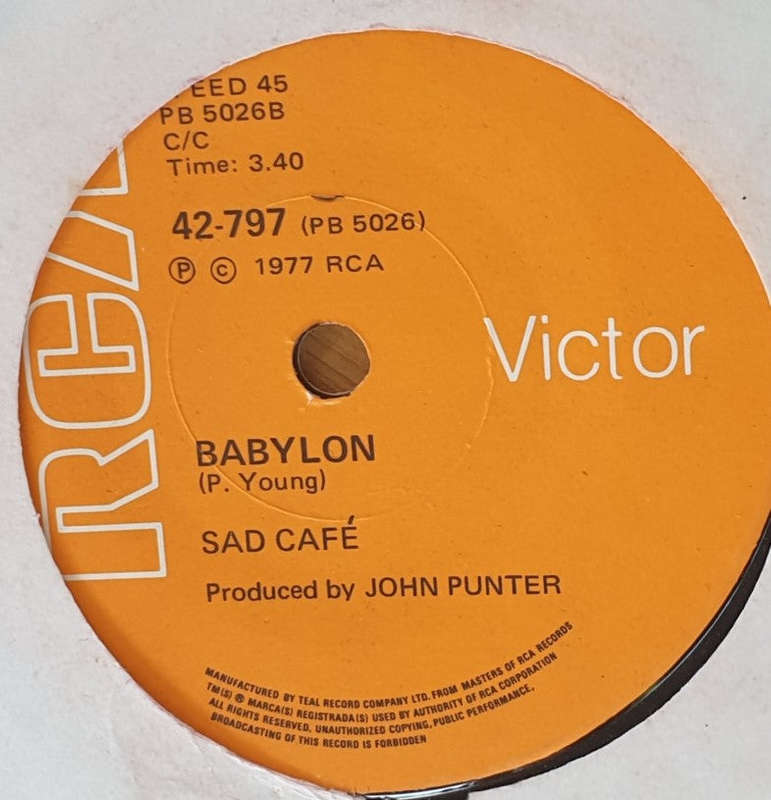 EED 45
PB 5026B
C/C
Time: 3.40
42-797 (PB 5026)
Ⓟ © 1977 RCA
RCA
Victor
BABYLON
(P. Young)
SAD CAFÉ
Produced by JOHN PUNTER
MANUFACTURED BY TEAL RECORD COMPANY LTD. FROM MASTERS OF RCA RECORDS
TM(S) ® MARCA(S) REGISTRADA(S) USED BY AUTHORITY OF RCA CORPORATION
ALL RIGHTS RESERVED, UNAUTHORIZED COPYING, PUBLIC PERFORMANCE,
BROADCASTING OF THIS RECORD IS FORBIDDEN